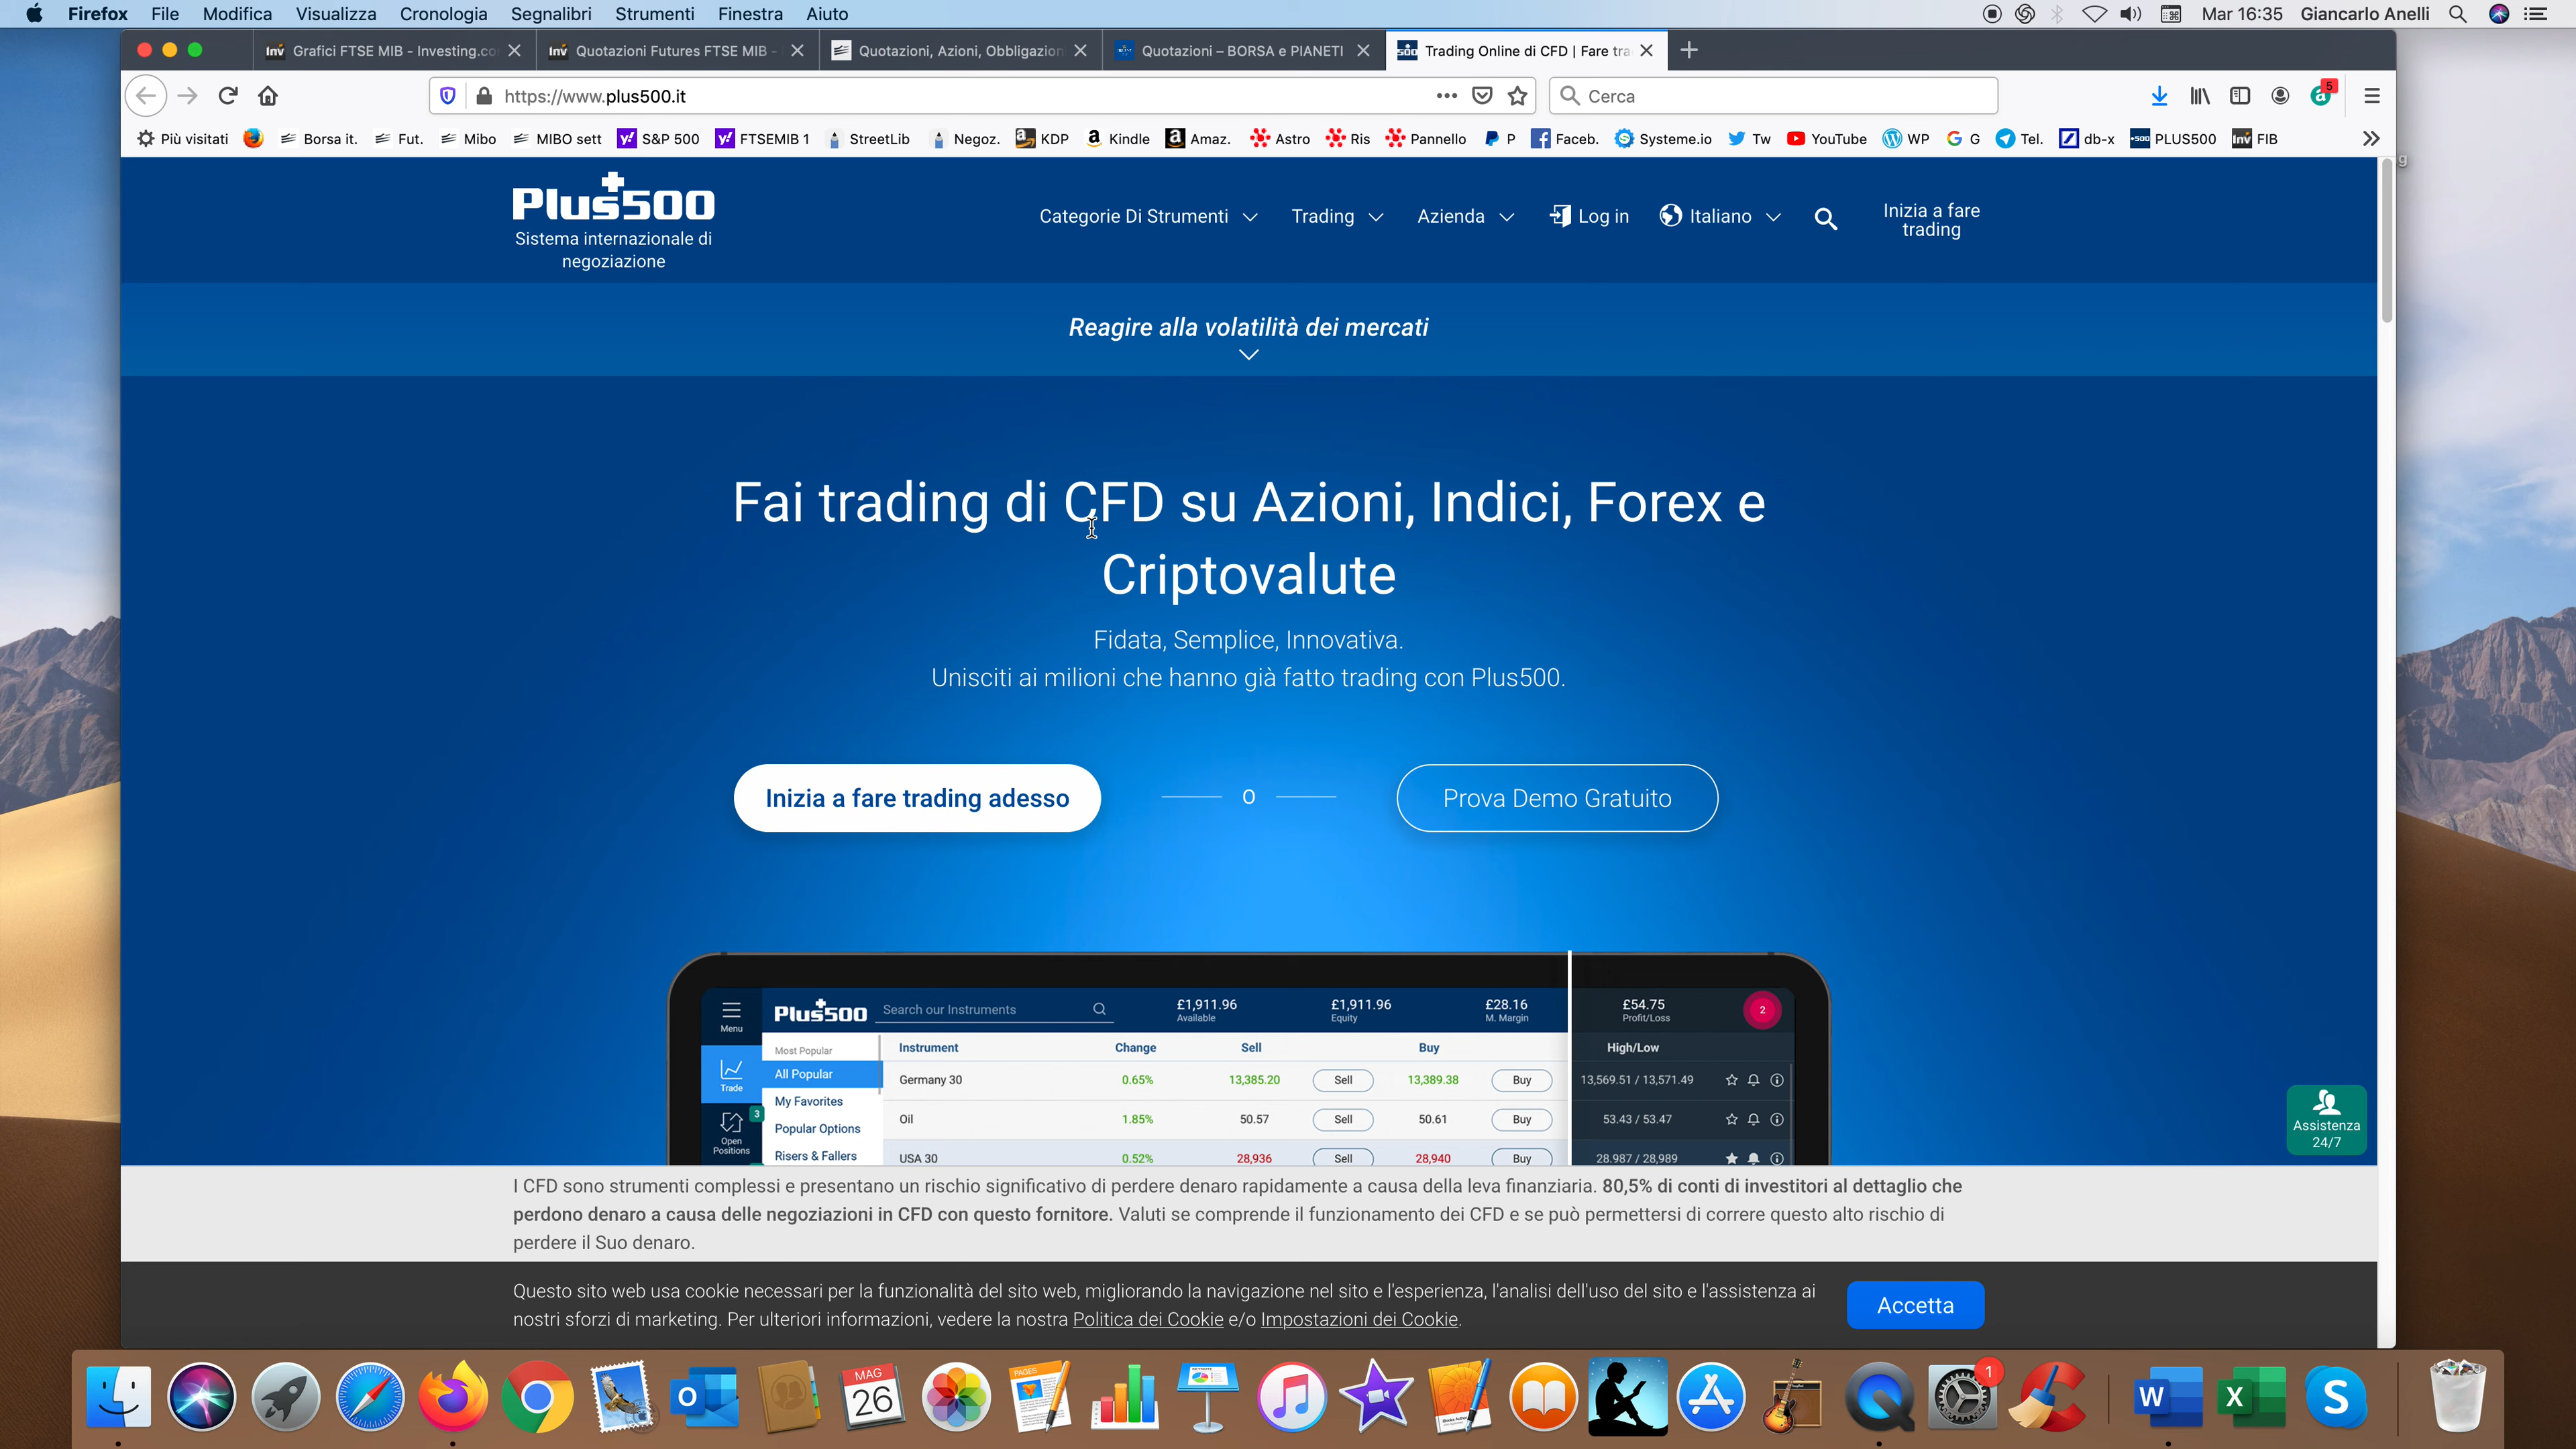 Firefox File Modifica Visualizza Cronologia Segnalibri Strumenti Finestra Aiuto Mar 16:35 Giancarlo Anelli
Grafici FTSE MIB - Investing.co Quotazioni Futures FTSE MIB - Quotazioni, Azioni, Obbligazion Quotazioni – BORSA e PIANETI Trading Online di CFD | Fare tra
https://www.plus500.it Cerca 5
Più visitati Borsa it. Fut. Mibo MIBO sett S&P 500 FTSEMIB 1 StreetLib Negoz. KDP Kindle Amaz. Astro Ris Pannello P Faceb. Systeme.io Tw YouTube WP G Tel. db-x PLUS500 FIB
Plus500
Sistema internazionale di
negoziazione
Categorie Di Strumenti Trading Azienda Log in Italiano
Inizia a fare
trading
Reagire alla volatilità dei mercati
Fai trading di CFD su Azioni, Indici, Forex e
Criptovalute
Fidata, Semplice, Innovativa.
Unisciti ai milioni che hanno già fatto trading con Plus500.
Inizia a fare trading adesso O Prova Demo Gratuito
Menu Plus500 Search our Instruments £1,911.96 £1,911.96 £28.16 £54.75 2
Available Equity M. Margin Profit/Loss
Most Popular Instrument Change Sell Buy High/Low
Trade All Popular Germany 30 0.65% 13,385.20 Sell 13,389.38 Buy 13,569.51 / 13,571.49
My Favorites
3 Oil 1.85% 50.57 Sell 50.61 Buy 53.43 / 53.47
Open Positions Popular Options
Risers & Fallers USA 30 0.52% 28,936 Sell 28,940 Buy 28.987 / 28,989
Assistenza
24/7
I CFD sono strumenti complessi e presentano un rischio significativo di perdere denaro rapidamente a causa della leva finanziaria. 80,5% di conti di investitori al dettaglio che
perdono denaro a causa delle negoziazioni in CFD con questo fornitore. Valuti se comprende il funzionamento dei CFD e se può permettersi di correre questo alto rischio di
perdere il Suo denaro.
Questo sito web usa cookie necessari per la funzionalità del sito web, migliorando la navigazione nel sito e l'esperienza, l'analisi dell'uso del sito e l'assistenza ai
nostri sforzi di marketing. Per ulteriori informazioni, vedere la nostra Politica dei Cookie e/o Impostazioni dei Cookie.
Accetta
MAG
26
PAGES
1